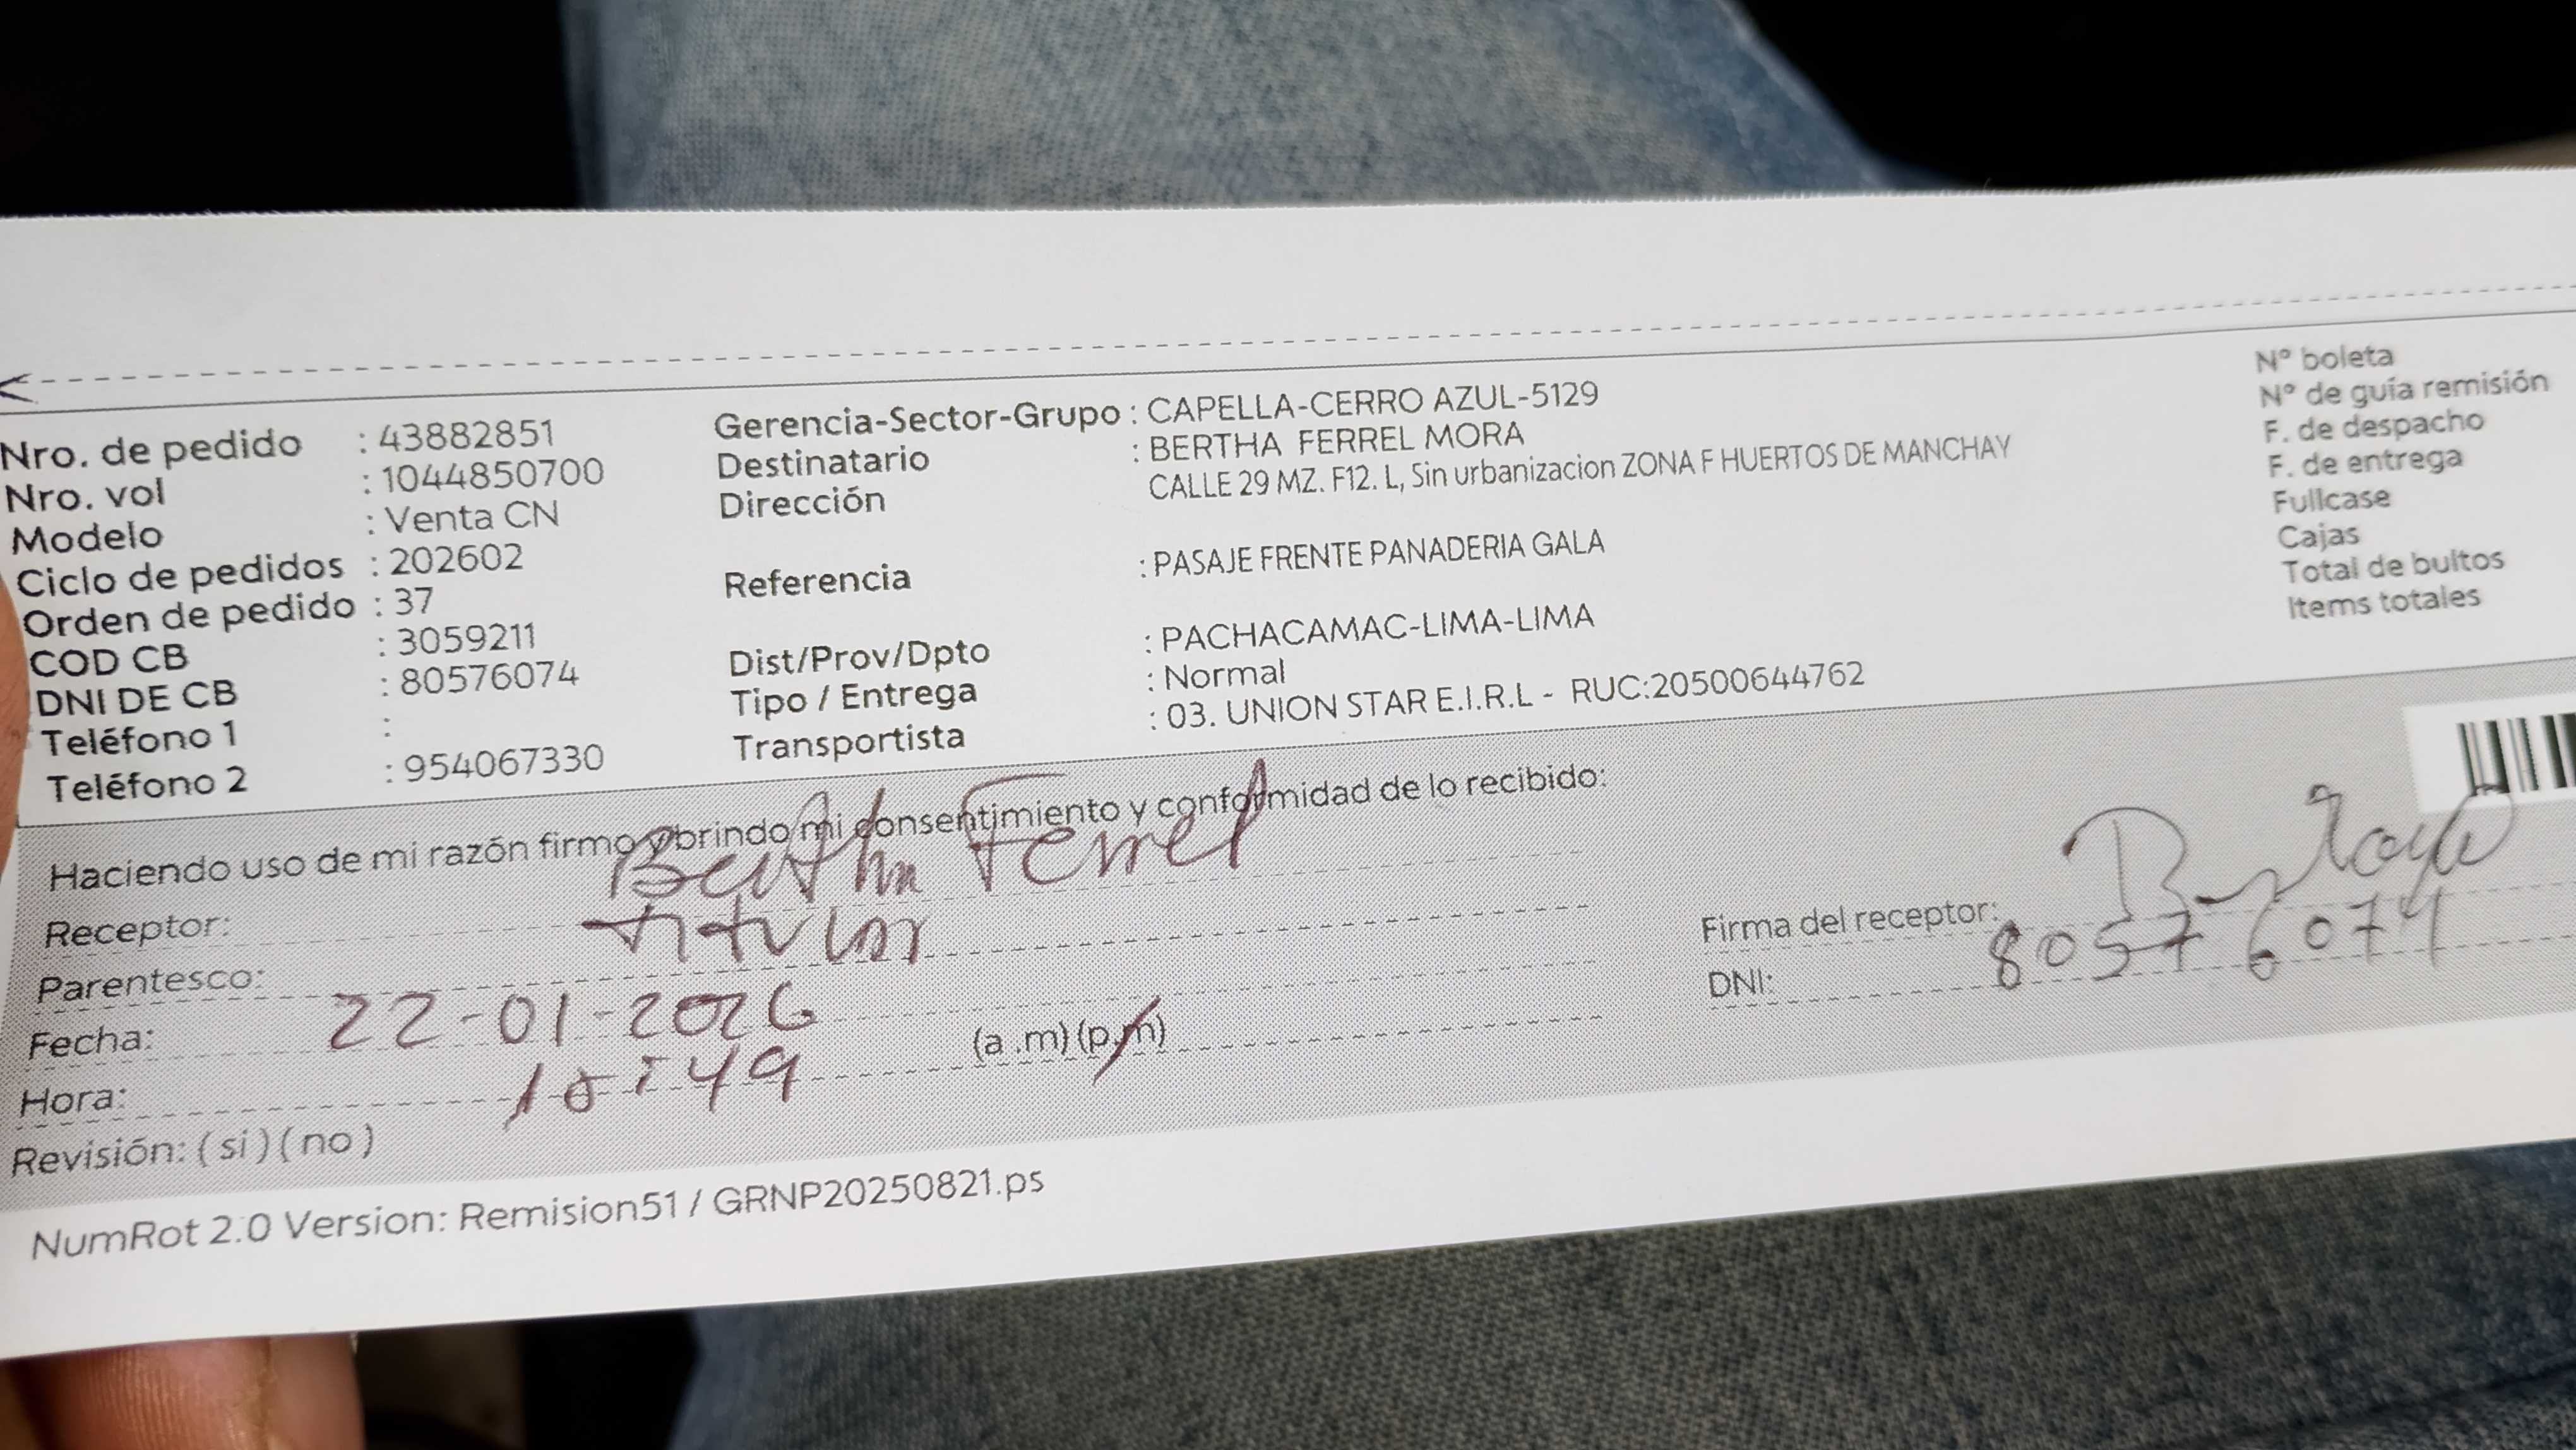 Nro. de pedido : 43882851
Nro. vol : 1044850700
Modelo : Venta CN
Ciclo de pedidos : 202602
Orden de pedido : 37
COD CB : 3059211
DNI DE CB : 80576074
Teléfono 1 :
Teléfono 2 : 954067330
Gerencia-Sector-Grupo : CAPELLA-CERRO AZUL-5129
Destinatario : BERTHA FERREL MORA
Dirección CALLE 29 MZ. F12. L, Sin urbanizacion ZONA F HUERTOS DE MANCHAY
Referencia : PASAJE FRENTE PANADERIA GALA
Dist/Prov/Dpto : PACHACAMAC-LIMA-LIMA
Tipo / Entrega : Normal
Transportista : 03. UNION STAR E.I.R.L - RUC:20500644762
N° boleta
N° de guía remisión
F. de despacho
F. de entrega
Fullcase
Cajas
Total de bultos
Items totales
Haciendo uso de mi razón firmo y brindo mi consentimiento y conformidad de lo recibido:
Receptor: Bertha Ferrel
Parentesco: titular
Fecha: 22-01-2026
Hora: :49 (a .m) (p.m)
Revisión: ( si ) ( no )
Firma del receptor:
DNI: 80576074
NumRot 2.0 Version: Remision51 / GRNP20250821.ps